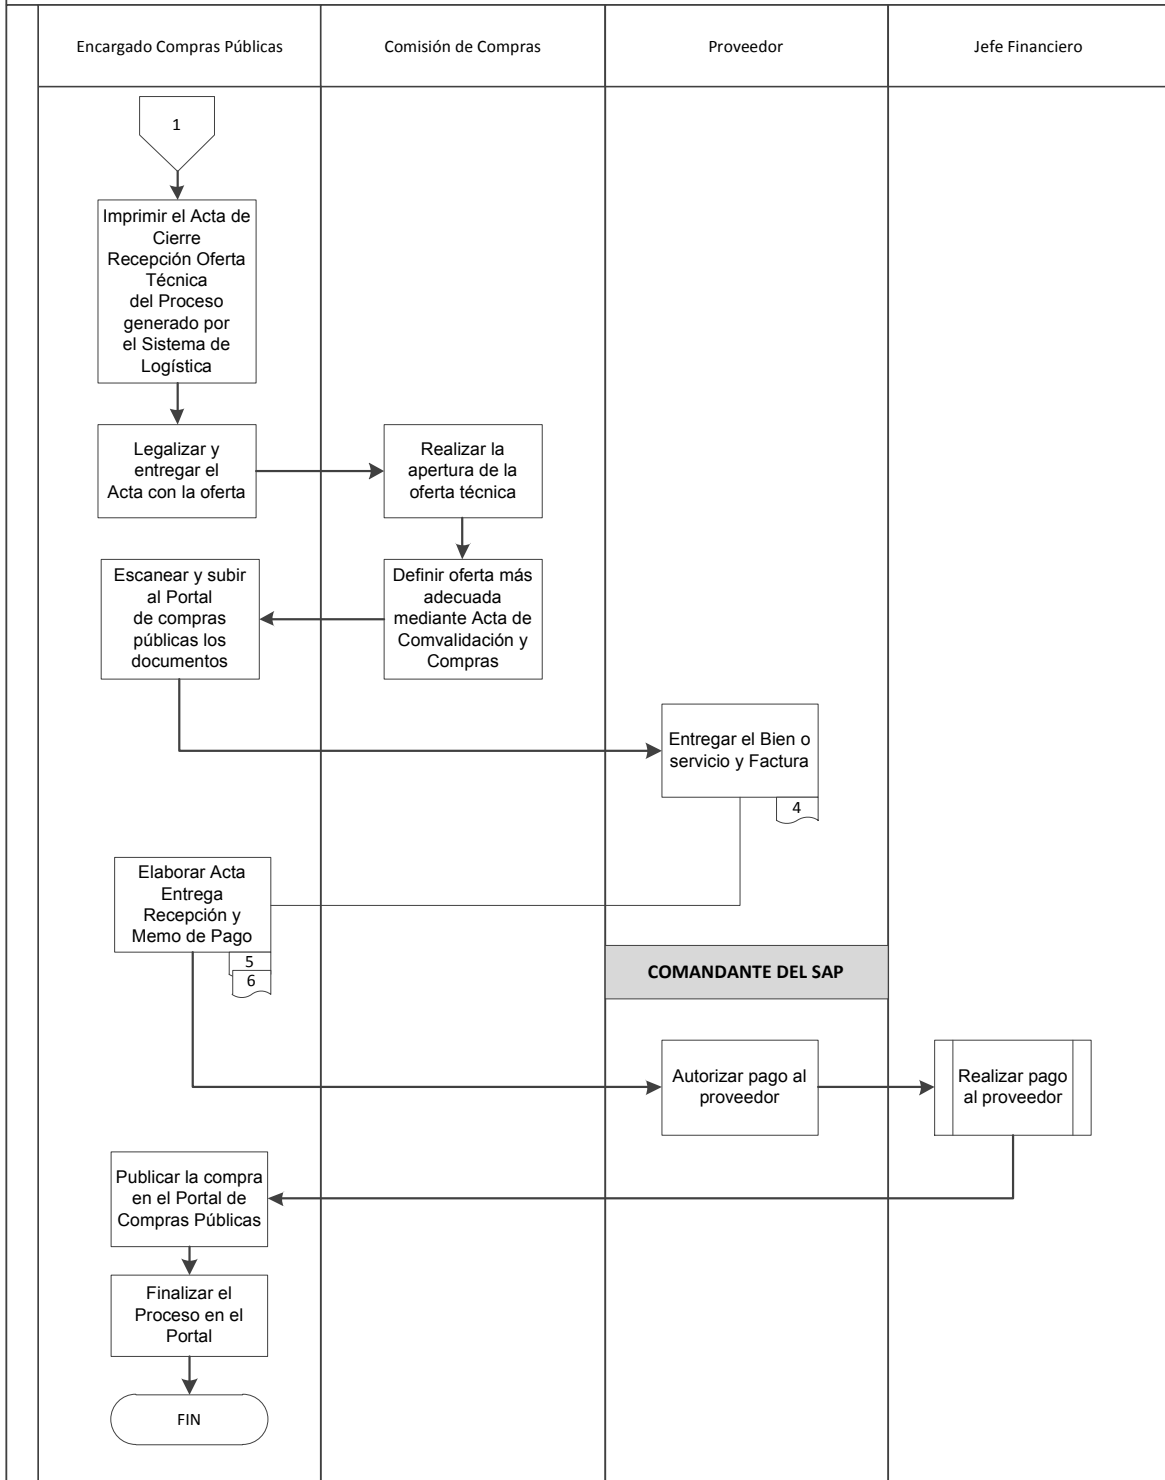 Encargado Compras Públicas
Comisión de Compras
Proveedor
Jefe Financiero
1
Imprimir el Acta de
Cierre
Recepción Oferta
Técnica
del Proceso
generado por
el Sistema de
Logística
Legalizar y
entregar el
Acta con la oferta
Realizar la
apertura de la
oferta técnica
Escanear y subir
al Portal
de compras
públicas los
documentos
Definir oferta más
adecuada
mediante Acta de
Comvalidación y
Compras
Entregar el Bien o
servicio y Factura
4
Elaborar Acta
Entrega
Recepción y
Memo de Pago
5
6
COMANDANTE DEL SAP
Autorizar pago al
proveedor
Realizar pago
al proveedor
Publicar la compra
en el Portal de
Compras Públicas
Finalizar el
Proceso en el
Portal
FIN